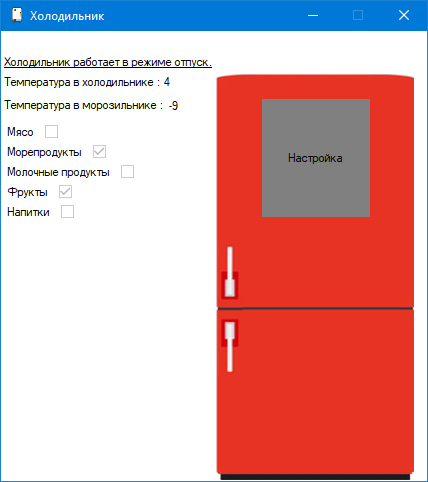 Холодильник
Холодильник работает в режиме отпуск.
Температура в холодильнике : 4
Температура в морозильнике : -9
Мясо
Морепродукты
Молочные продукты
Фрукты
Напитки
Настройка